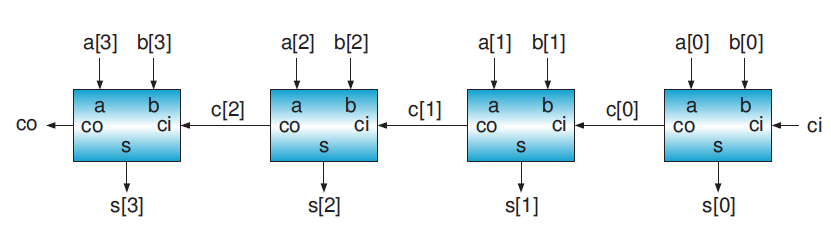 a[3] b[3] a[2] b[2] a[1] b[1] a[0] b[0]
a b a b a b a b
co co ci c[2] co ci c[1] co ci c[0] co ci ci
s s s s
s[3] s[2] s[1] s[0]